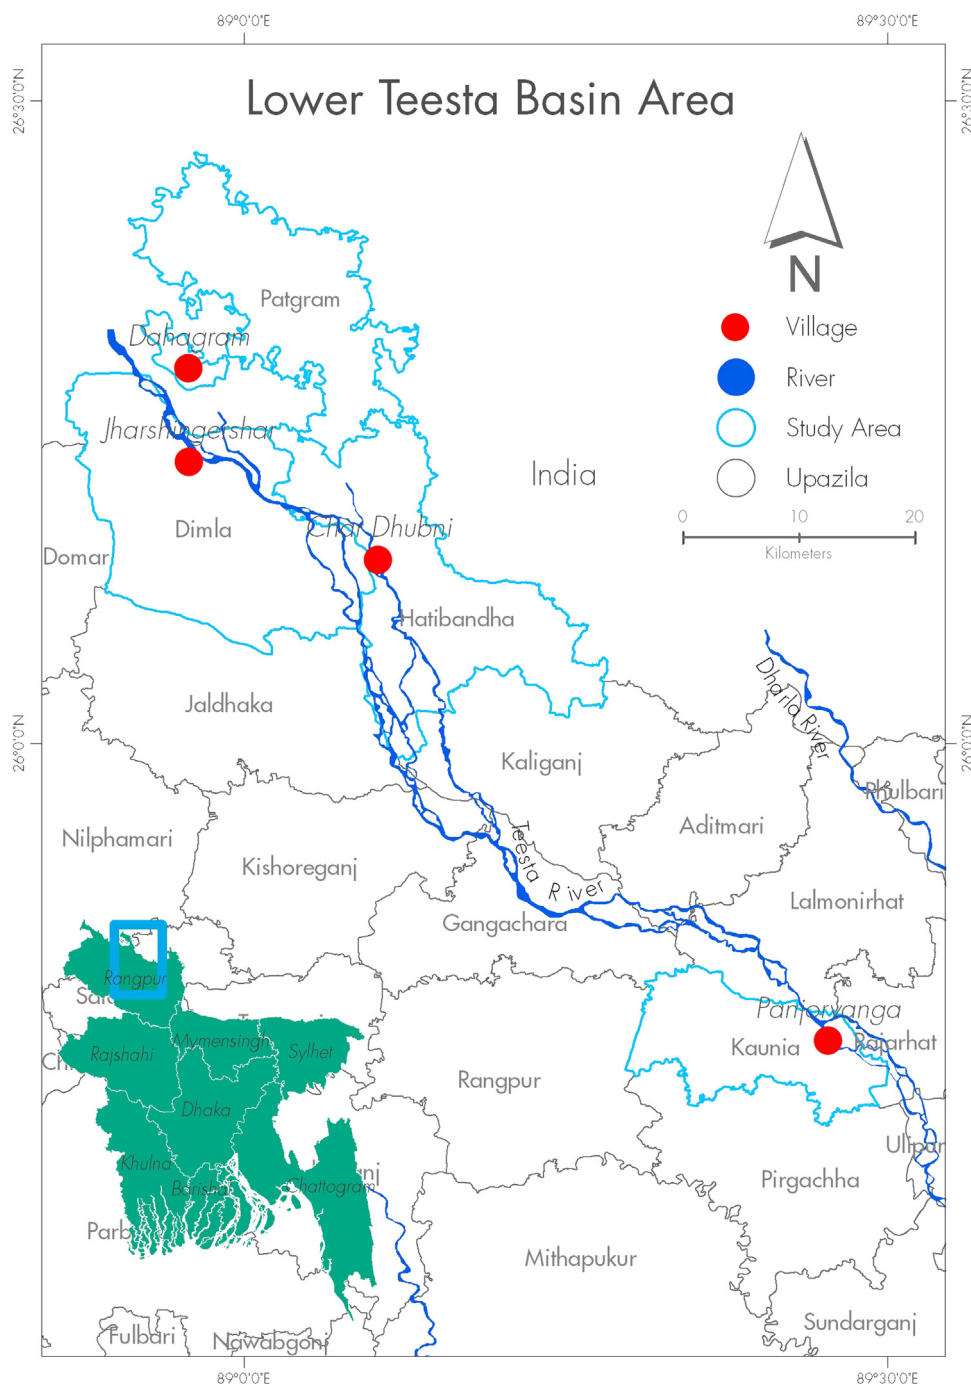 89°0'0"E
89°30'0"E
26°30'0"N
26°30'0"N
Lower Teesta Basin Area
N
Patgram
Village
Dahagram
River
Study Area
Jharshingershar
India
Upazila
0 10 20
Kilometers
Dimla
Char Dhubni
Domar
Hatibandha
Dharla River
Jaldhaka
26°0'0"N
26°0'0"N
Kaliganj
Phulbari
Nilphamari
Aditmari
Kishoreganj
Teesta River
Lalmonirhat
Gangachara
Rangpur
Panjorvanga
Mymensingh
Rajshahi
Sylhet
Kaunia
Rajarhat
Rangpur
Dhaka
Ulipur
Khulna
Barishal
Chattogram
Pirgachha
Mithapukur
Sundarganj
Fulbari
Nawabgonj
89°0'0"E
89°30'0"E